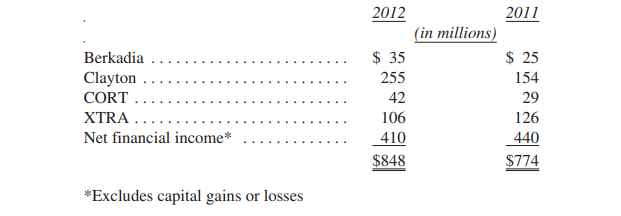 2012 2011
(in millions)
Berkadia . . . . . . . . . . . . . . . . . . . . . . . . . $ 35 $ 25
Clayton . . . . . . . . . . . . . . . . . . . . . . . . . . 255 154
CORT . . . . . . . . . . . . . . . . . . . . . . . . . . . 42 29
XTRA . . . . . . . . . . . . . . . . . . . . . . . . . . . 106 126
Net financial income* . . . . . . . . . . . . . 410 440
$848 $774
*Excludes capital gains or losses